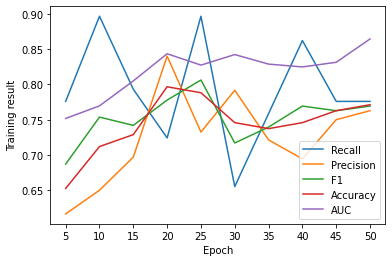 0.90
0.85
0.80
0.75
0.70
0.65
Training result
5 10 15 20 25 30 35 40 45 50
Epoch
Recall
Precision
F1
Accuracy
AUC